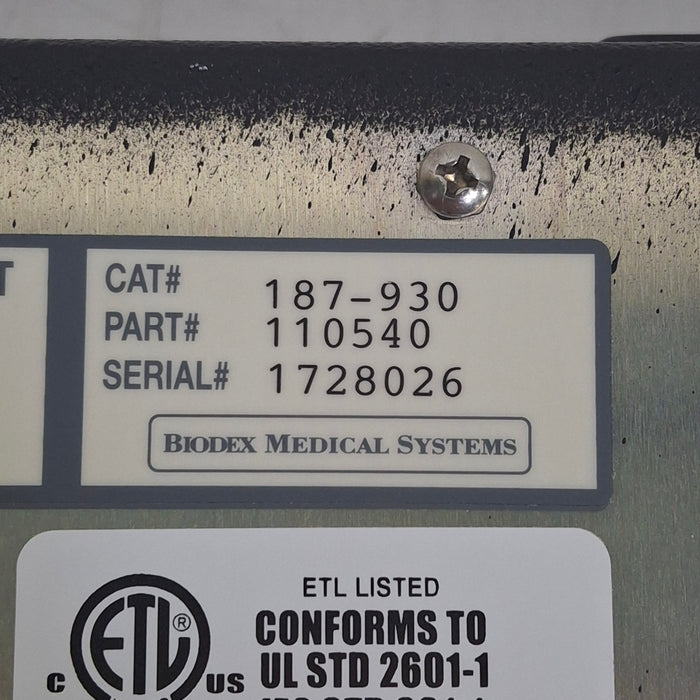 T
CAT# 187-930
PART# 110540
SERIAL# 1728026
BIODEX MEDICAL SYSTEMS
ETL LISTED
CONFORMS TO
UL STD 2601-1
ETL ®
C US